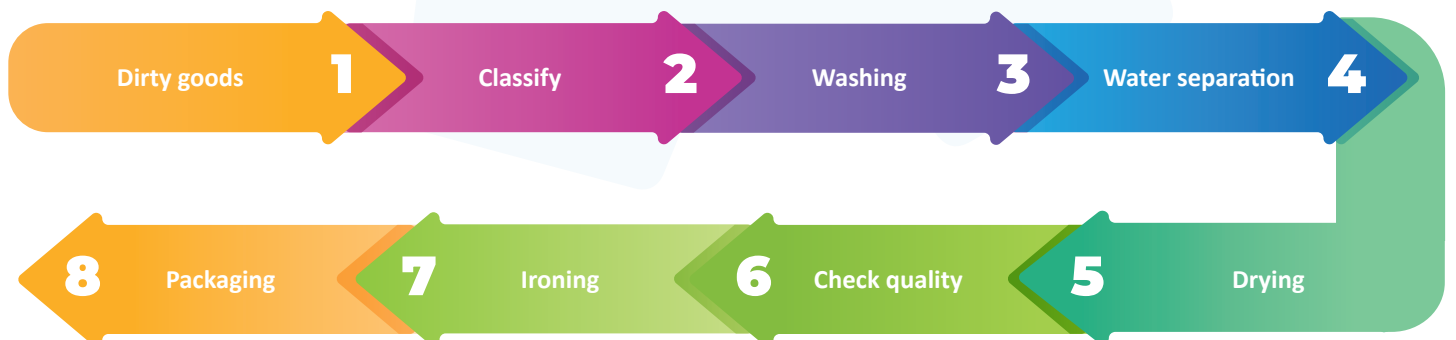 Dirty goods 1
Classify 2
Washing 3
Water separation 4
Drying 5
Check quality 6
Ironing 7
Packaging 8